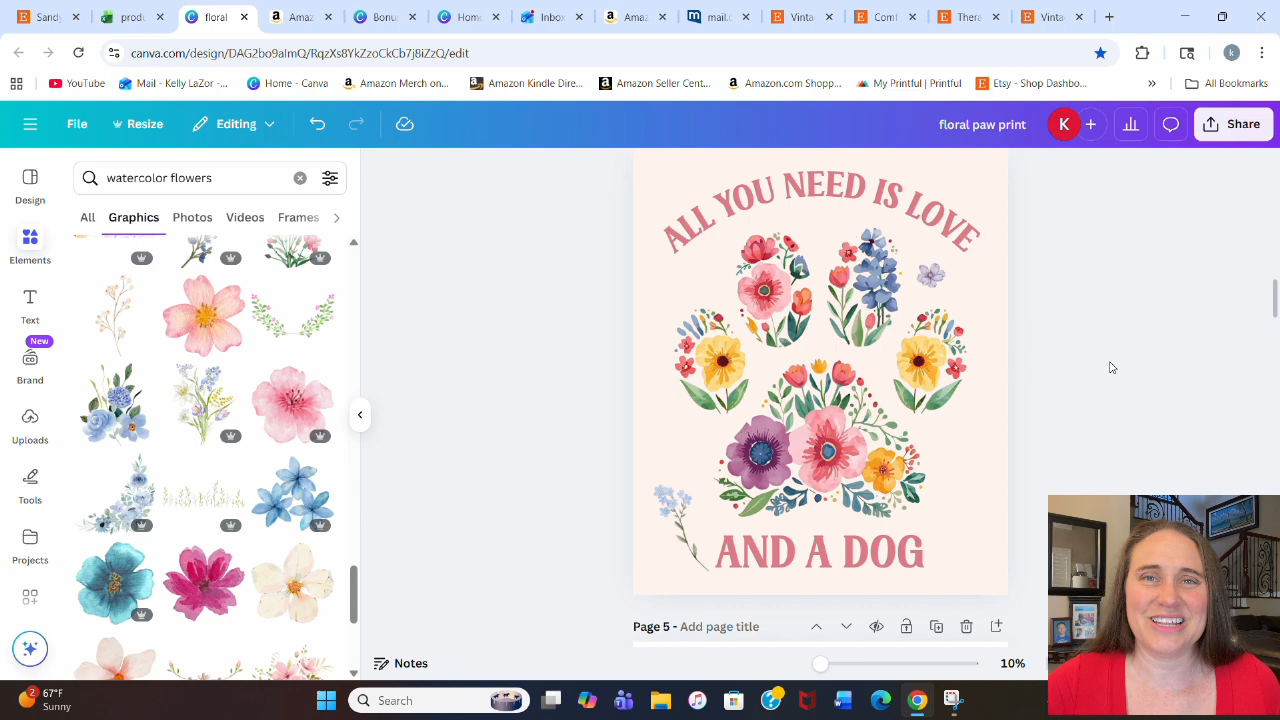 Sandy
produ
floral
Amaz
Bonus
Home
Inbox
Amaz
mail.c
Vinta
Comf
Thera
Vinta
canva.com/design/DAG2bo9almQ/RqzXs8YkZzoCkCb7j8iZzQ/edit
k
YouTube
Mail - Kelly LaZor -...
Home - Canva
Amazon Merch on...
Amazon Kindle Dire...
Amazon Seller Cent...
Amazon.com Shopp...
My Printful | Printful
Etsy - Shop Dashbo...
All Bookmarks
File
Resize
Editing
floral paw print
K
Share
Design
Elements
Text
New
Brand
Uploads
Tools
Projects
watercolor flowers
All
Graphics
Photos
Videos
Frames
ALL YOU NEED IS LOVE
AND A DOG
Page 5 - Add page title
Notes
10%
2
67°F
Sunny
Search